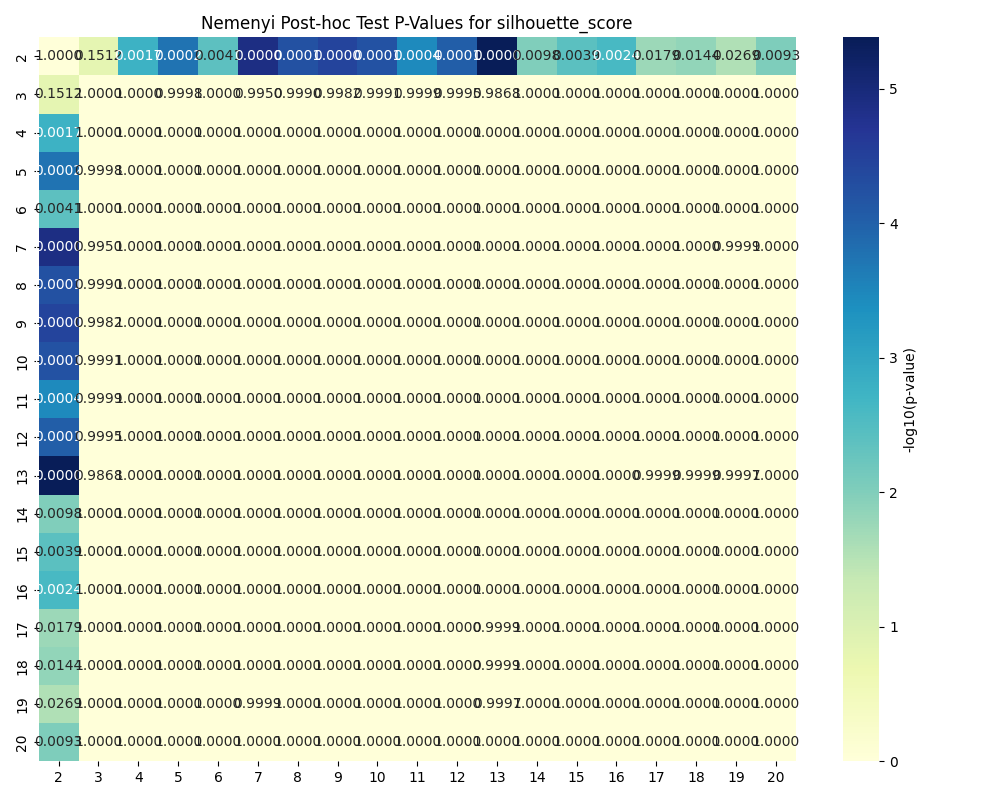 Nemenyi Post-hoc Test P-Values for silhouette_score
2 1.0000 0.1512 0.0017 0.0002 0.0041 0.0000 0.0001 0.0000 0.0001 0.0004 0.0001 0.0000 0.0098 0.0039 0.0024 0.0179 0.0144 0.0269 0.0093
3 0.1512 1.0000 1.0000 0.9998 1.0000 0.9950 0.9990 0.9982 0.9991 0.9999 0.9995 0.9868 1.0000 1.0000 1.0000 1.0000 1.0000 1.0000 1.0000
4 0.0017 1.0000 1.0000 1.0000 1.0000 1.0000 1.0000 1.0000 1.0000 1.0000 1.0000 1.0000 1.0000 1.0000 1.0000 1.0000 1.0000 1.0000 1.0000
5 0.0002 0.9998 1.0000 1.0000 1.0000 1.0000 1.0000 1.0000 1.0000 1.0000 1.0000 1.0000 1.0000 1.0000 1.0000 1.0000 1.0000 1.0000 1.0000
6 0.0041 1.0000 1.0000 1.0000 1.0000 1.0000 1.0000 1.0000 1.0000 1.0000 1.0000 1.0000 1.0000 1.0000 1.0000 1.0000 1.0000 1.0000 1.0000
7 0.0000 0.9950 1.0000 1.0000 1.0000 1.0000 1.0000 1.0000 1.0000 1.0000 1.0000 1.0000 1.0000 1.0000 1.0000 1.0000 1.0000 0.9999 1.0000
8 0.0001 0.9990 1.0000 1.0000 1.0000 1.0000 1.0000 1.0000 1.0000 1.0000 1.0000 1.0000 1.0000 1.0000 1.0000 1.0000 1.0000 1.0000 1.0000
9 0.0000 0.9982 1.0000 1.0000 1.0000 1.0000 1.0000 1.0000 1.0000 1.0000 1.0000 1.0000 1.0000 1.0000 1.0000 1.0000 1.0000 1.0000 1.0000
10 0.0001 0.9991 1.0000 1.0000 1.0000 1.0000 1.0000 1.0000 1.0000 1.0000 1.0000 1.0000 1.0000 1.0000 1.0000 1.0000 1.0000 1.0000 1.0000
11 0.0004 0.9999 1.0000 1.0000 1.0000 1.0000 1.0000 1.0000 1.0000 1.0000 1.0000 1.0000 1.0000 1.0000 1.0000 1.0000 1.0000 1.0000 1.0000
12 0.0001 0.9995 1.0000 1.0000 1.0000 1.0000 1.0000 1.0000 1.0000 1.0000 1.0000 1.0000 1.0000 1.0000 1.0000 1.0000 1.0000 1.0000 1.0000
13 0.0000 0.9868 1.0000 1.0000 1.0000 1.0000 1.0000 1.0000 1.0000 1.0000 1.0000 1.0000 1.0000 1.0000 1.0000 0.9999 0.9999 0.9997 1.0000
14 0.0098 1.0000 1.0000 1.0000 1.0000 1.0000 1.0000 1.0000 1.0000 1.0000 1.0000 1.0000 1.0000 1.0000 1.0000 1.0000 1.0000 1.0000 1.0000
15 0.0039 1.0000 1.0000 1.0000 1.0000 1.0000 1.0000 1.0000 1.0000 1.0000 1.0000 1.0000 1.0000 1.0000 1.0000 1.0000 1.0000 1.0000 1.0000
16 0.0024 1.0000 1.0000 1.0000 1.0000 1.0000 1.0000 1.0000 1.0000 1.0000 1.0000 1.0000 1.0000 1.0000 1.0000 1.0000 1.0000 1.0000 1.0000
17 0.0179 1.0000 1.0000 1.0000 1.0000 1.0000 1.0000 1.0000 1.0000 1.0000 1.0000 0.9999 1.0000 1.0000 1.0000 1.0000 1.0000 1.0000 1.0000
18 0.0144 1.0000 1.0000 1.0000 1.0000 1.0000 1.0000 1.0000 1.0000 1.0000 1.0000 0.9999 1.0000 1.0000 1.0000 1.0000 1.0000 1.0000 1.0000
19 0.0269 1.0000 1.0000 1.0000 1.0000 0.9999 1.0000 1.0000 1.0000 1.0000 1.0000 0.9997 1.0000 1.0000 1.0000 1.0000 1.0000 1.0000 1.0000
20 0.0093 1.0000 1.0000 1.0000 1.0000 1.0000 1.0000 1.0000 1.0000 1.0000 1.0000 1.0000 1.0000 1.0000 1.0000 1.0000 1.0000 1.0000 1.0000
2 3 4 5 6 7 8 9 10 11 12 13 14 15 16 17 18 19 20
5
4
3
2
1
0
-log10(p-value)